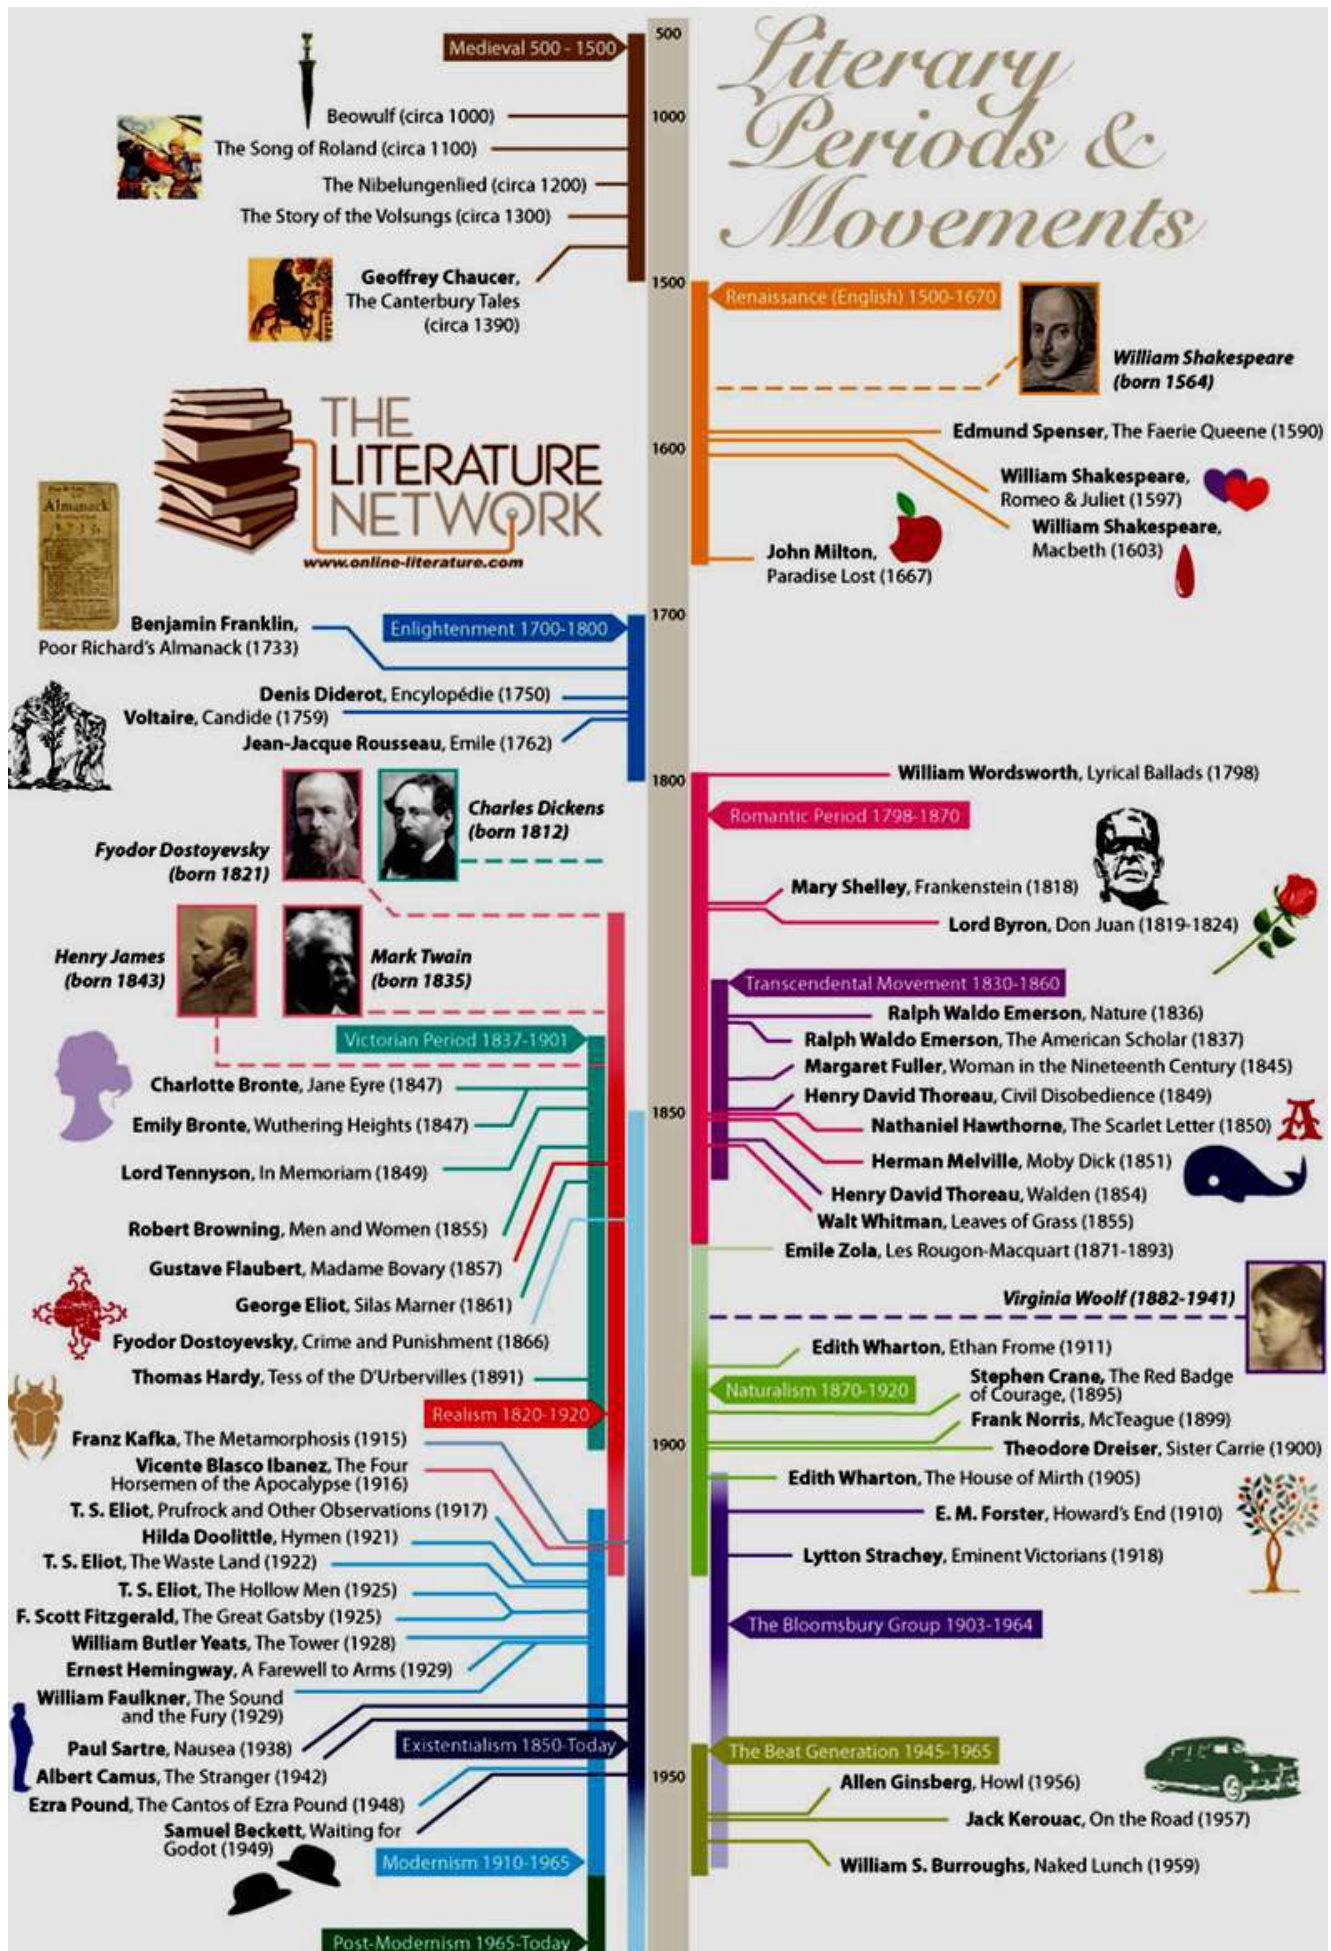 Literary
Periods &
Movements
500
1000
1500
1600
1700
1800
1850
1900
1950
Medieval 500 - 1500
Beowulf (circa 1000)
The Song of Roland (circa 1100)
The Nibelungenlied (circa 1200)
The Story of the Volsungs (circa 1300)
Geoffrey Chaucer,
The Canterbury Tales
(circa 1390)
Renaissance (English) 1500-1670
William Shakespeare
(born 1564)
Edmund Spenser, The Faerie Queene (1590)
William Shakespeare,
Romeo & Juliet (1597)
William Shakespeare,
Macbeth (1603)
John Milton,
Paradise Lost (1667)
THE
LITERATURE
NETWORK
www.online-literature.com
Almanack
Benjamin Franklin,
Poor Richard's Almanack (1733)
Enlightenment 1700-1800
Denis Diderot, Encylopédie (1750)
Voltaire, Candide (1759)
Jean-Jacque Rousseau, Emile (1762)
Charles Dickens
(born 1812)
Fyodor Dostoyevsky
(born 1821)
Henry James
(born 1843)
Mark Twain
(born 1835)
William Wordsworth, Lyrical Ballads (1798)
Romantic Period 1798-1870
Mary Shelley, Frankenstein (1818)
Lord Byron, Don Juan (1819-1824)
Transcendental Movement 1830-1860
Ralph Waldo Emerson, Nature (1836)
Ralph Waldo Emerson, The American Scholar (1837)
Margaret Fuller, Woman in the Nineteenth Century (1845)
Henry David Thoreau, Civil Disobedience (1849)
Nathaniel Hawthorne, The Scarlet Letter (1850)
A
Herman Melville, Moby Dick (1851)
Henry David Thoreau, Walden (1854)
Walt Whitman, Leaves of Grass (1855)
Victorian Period 1837-1901
Charlotte Bronte, Jane Eyre (1847)
Emily Bronte, Wuthering Heights (1847)
Lord Tennyson, In Memoriam (1849)
Robert Browning, Men and Women (1855)
Gustave Flaubert, Madame Bovary (1857)
George Eliot, Silas Marner (1861)
Fyodor Dostoyevsky, Crime and Punishment (1866)
Thomas Hardy, Tess of the D'Urbervilles (1891)
Realism 1820-1920
Emile Zola, Les Rougon-Macquart (1871-1893)
Virginia Woolf (1882-1941)
Edith Wharton, Ethan Frome (1911)
Naturalism 1870-1920
Stephen Crane, The Red Badge
of Courage, (1895)
Frank Norris, McTeague (1899)
Theodore Dreiser, Sister Carrie (1900)
Edith Wharton, The House of Mirth (1905)
E. M. Forster, Howard's End (1910)
Lytton Strachey, Eminent Victorians (1918)
The Bloomsbury Group 1903-1964
Franz Kafka, The Metamorphosis (1915)
Vicente Blasco Ibanez, The Four
Horsemen of the Apocalypse (1916)
T. S. Eliot, Prufrock and Other Observations (1917)
Hilda Doolittle, Hymen (1921)
T. S. Eliot, The Waste Land (1922)
T. S. Eliot, The Hollow Men (1925)
F. Scott Fitzgerald, The Great Gatsby (1925)
William Butler Yeats, The Tower (1928)
Ernest Hemingway, A Farewell to Arms (1929)
William Faulkner, The Sound
and the Fury (1929)
Paul Sartre, Nausea (1938)
Existentialism 1850-Today
Albert Camus, The Stranger (1942)
Ezra Pound, The Cantos of Ezra Pound (1948)
Samuel Beckett, Waiting for
Godot (1949)
Modernism 1910-1965
Post-Modernism 1965-Today
The Beat Generation 1945-1965
Allen Ginsberg, Howl (1956)
Jack Kerouac, On the Road (1957)
William S. Burroughs, Naked Lunch (1959)